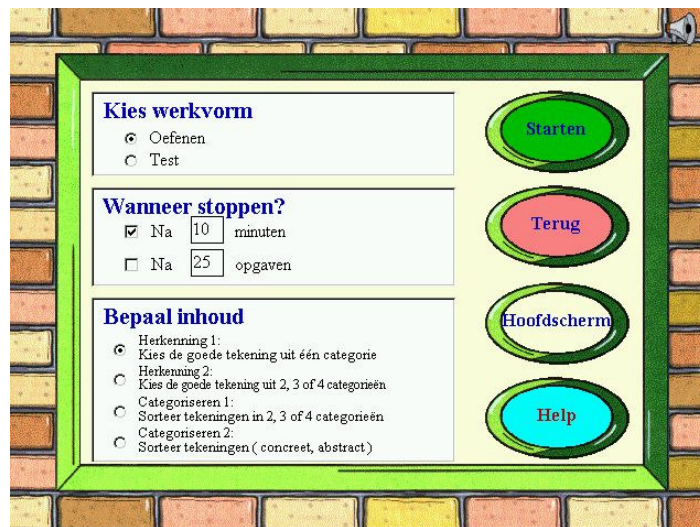 Kies werkvorm
Oefenen
Test
Wanneer stoppen?
Na 10 minuten
Na 25 opgaven
Bepaal inhoud
Herkenning 1:
Kies de goede tekening uit één categorie
Herkenning 2:
Kies de goede tekening uit 2, 3 of 4 categorieën
Categoriseren 1:
Sorteer tekeningen in 2, 3 of 4 categorieën
Categoriseren 2:
Sorteer tekeningen ( concreet, abstract )
Starten
Terug
Hoofdscherm
Help